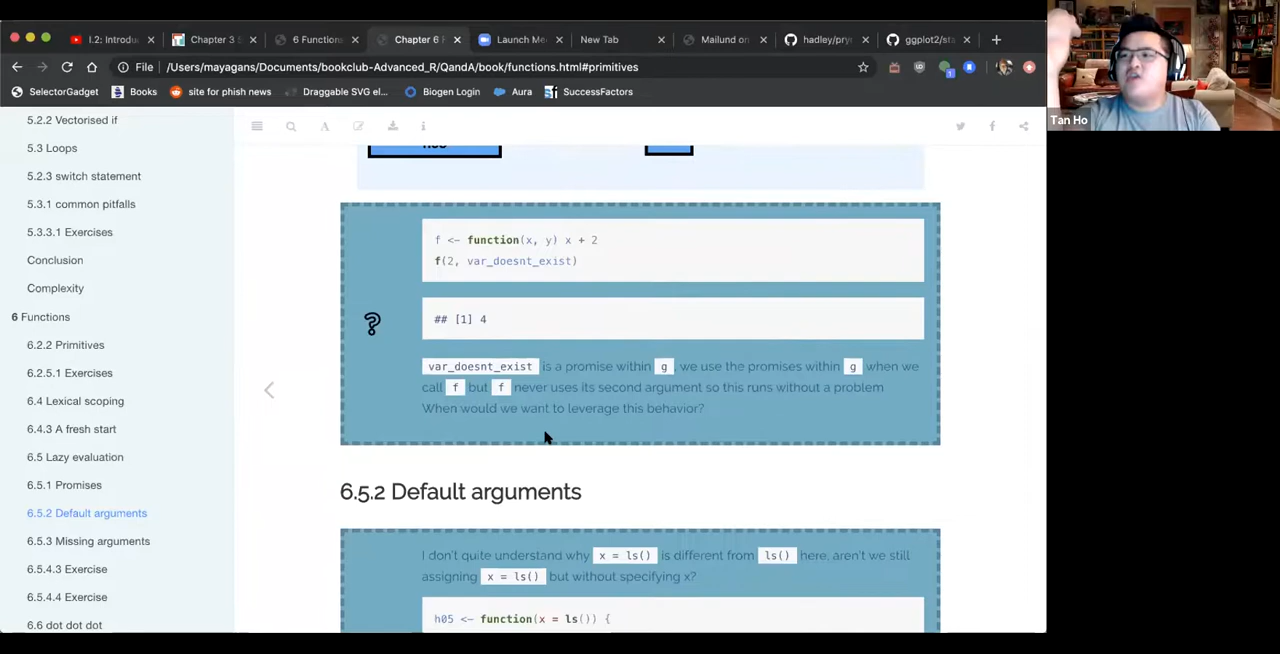 I.2: Introdu
Chapter 3 S
6 Functions
Chapter 6 F
Launch Me
New Tab
Mailund on
hadley/pry
ggplot2/sta
File
/Users/mayagans/Documents/bookclub-Advanced_R/QandA/book/functions.html#primitives
SelectorGadget
Books
site for phish news
Draggable SVG el...
Biogen Login
Aura
SuccessFactors
Tan Ho
5.2.2 Vectorised if
5.3 Loops
5.2.3 switch statement
5.3.1 common pitfalls
5.3.3.1 Exercises
Conclusion
Complexity
6 Functions
6.2.2 Primitives
6.2.5.1 Exercises
6.4 Lexical scoping
6.4.3 A fresh start
6.5 Lazy evaluation
6.5.1 Promises
6.5.2 Default arguments
6.5.3 Missing arguments
6.5.4.3 Exercise
6.5.4.4 Exercise
6.6 dot dot dot
f <- function(x, y) x + 2
f(2, var_doesnt_exist)
?
## [1] 4
var_doesnt_exist is a promise within g, we use the promises within g when we
call f but f never uses its second argument so this runs without a problem
When would we want to leverage this behavior?
6.5.2 Default arguments
I don't quite understand why x = ls() is different from ls() here, aren't we still
assigning x = ls() but without specifying x?
h05 <- function(x = ls()) {